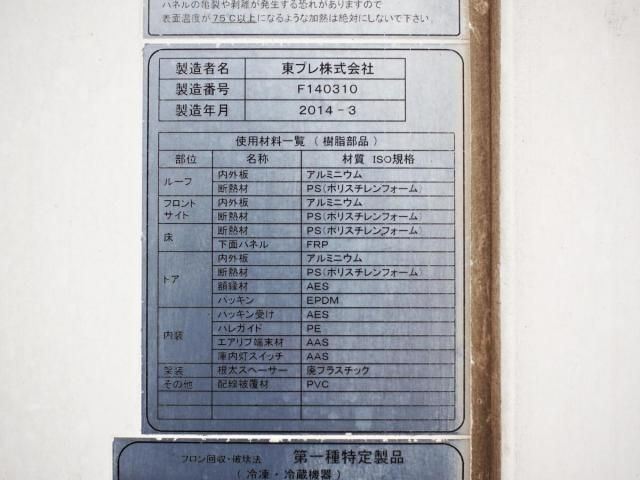 パネルの亀裂や剥離が発生する恐れがありますので
表面温度が75℃以上になるような加熱は絶対にしないで下さい。
製造者名 東プレ株式会社
製造番号 F140310
製造年月 2014-3
使用材料一覧(樹脂部品)
部位 名称 材質 ISO規格
ルーフ 内外板 アルミニウム
断熱材 PS(ポリスチレンフォーム)
フロント 内外板 アルミニウム
サイト 断熱材 PS(ポリスチレンフォーム)
床 断熱材 PS(ポリスチレンフォーム)
下面パネル FRP
トア 内外板 アルミニウム
断熱材 PS(ポリスチレンフォーム)
額縁材 AES
パッキン EPDM
内装 ハッキン受け AES
ハレガイド PE
エアリブ端末材 AAS
庫内灯スイッチ AAS
架装 根太スペーサー 廃プラスチック
その他 配線被覆材 PVC
フロン回収・破壊法 第一種特定製品
(冷凍・冷蔵機器)